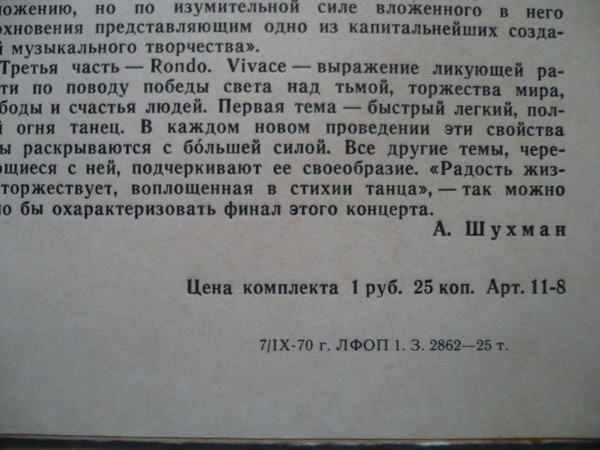 ложению, но по изумительной силе вложенного в него
охновения представляющим одно из капитальнейших созда-
й музыкального творчества».
Третья часть — Rondo. Vivace — выражение ликующей ра-
ти по поводу победы света над тьмой, торжества мира,
ободы и счастья людей. Первая тема — быстрый легкий, пол-
й огня танец. В каждом новом проведении эти свойства
ы раскрываются с бо́льшей силой. Все другие темы, чере-
ющиеся с ней, подчеркивают ее своеобразие. «Радость жиз-
торжествует, воплощенная в стихии танца», — так можно
о бы охарактеризовать финал этого концерта.
А. Шухман
Цена комплекта 1 руб. 25 коп. Арт. 11-8
7/IX-70 г. ЛФОП 1. З. 2862—25 т.